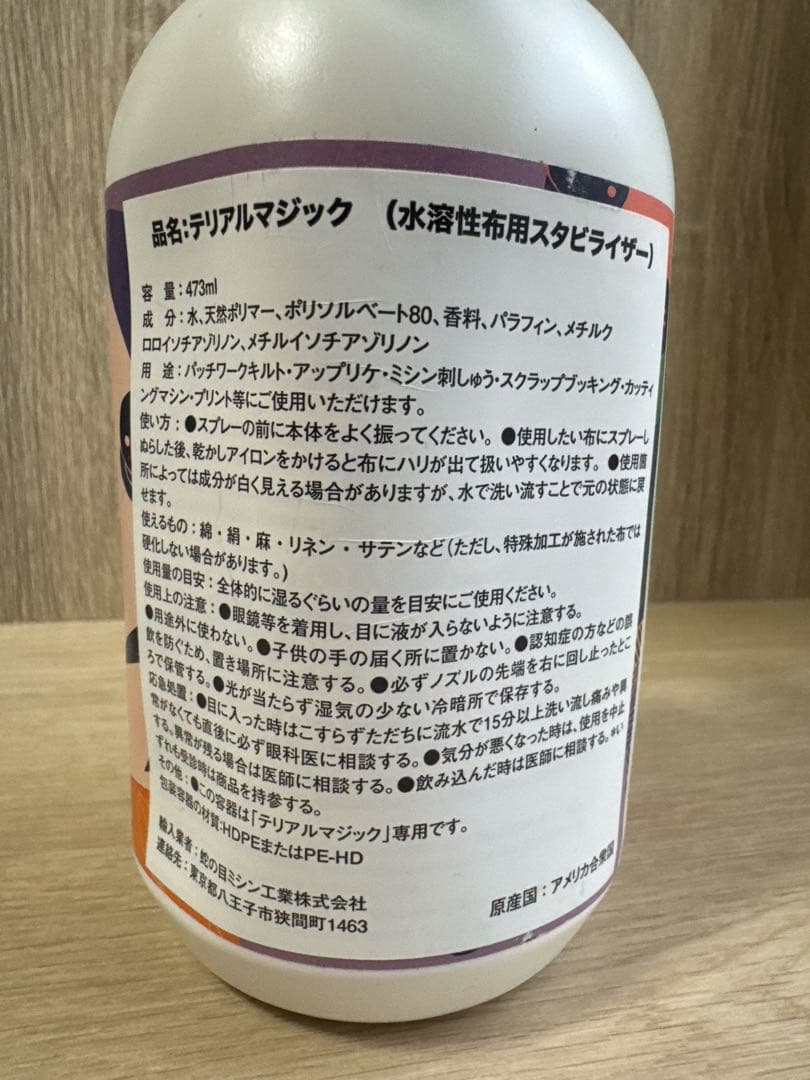 品名：テリアルマジック　（水溶性布用スタビライザー）
容　量：473ml
成　分：水、天然ポリマー、ポリソルベート80、香料、パラフィン、メチルク
ロロイソチアゾリノン、メチルイソチアゾリノン
用　途：パッチワークキルト・アップリケ・ミシン刺しゅう・スクラップブッキング・カッティ
ングマシン・プリント等にご使用いただけます。
使い方：●スプレーの前に本体をよく振ってください。●使用したい布にスプレーし
ぬらした後、乾かしアイロンをかけると布にハリが出て扱いやすくなります。●使用箇
所によっては成分が白く見える場合がありますが、水で洗い流すことで元の状態に戻
せます。
使えるもの：綿・絹・麻・リネン・サテンなど（ただし、特殊加工が施された布では
硬化しない場合があります。）
使用量の目安：全体的に湿るぐらいの量を目安にご使用ください。
使用上の注意：●眼鏡等を着用し、目に液が入らないように注意する。
●用途外に使わない。●子供の手の届く所に置かない。●認知症の方などの誤
飲を防ぐため、置き場所に注意する。●必ずノズルの先端を右に回し止ったとこ
ろで保管する。●光が当たらず湿気の少ない冷暗所で保存する。
応急処置：●目に入った時はこすらずただちに流水で15分以上洗い流し痛みや異
常がなくても直後に必ず眼科医に相談する。●気分が悪くなった時は、使用を中止
する。異常が残る場合は医師に相談する。●飲み込んだ時は医師に相談する。※い
ずれも受診時は商品を持参する。
その他：●この容器は「テリアルマジック」専用です。
包装容器の材質：HDPEまたはPE-HD
輸入業者：蛇の目ミシン工業株式会社
連絡先：東京都八王子市狭間町1463
原産国：アメリカ合衆国